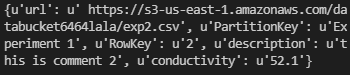 {u'url': u' https://s3-us-east-1.amazonaws.com/da
tabucket6464lala/exp2.csv', u'PartitionKey': u'Ex
periment 1', u'RowKey': u'2', u'description': u't
his is comment 2', u'conductivity': u'52.1'}